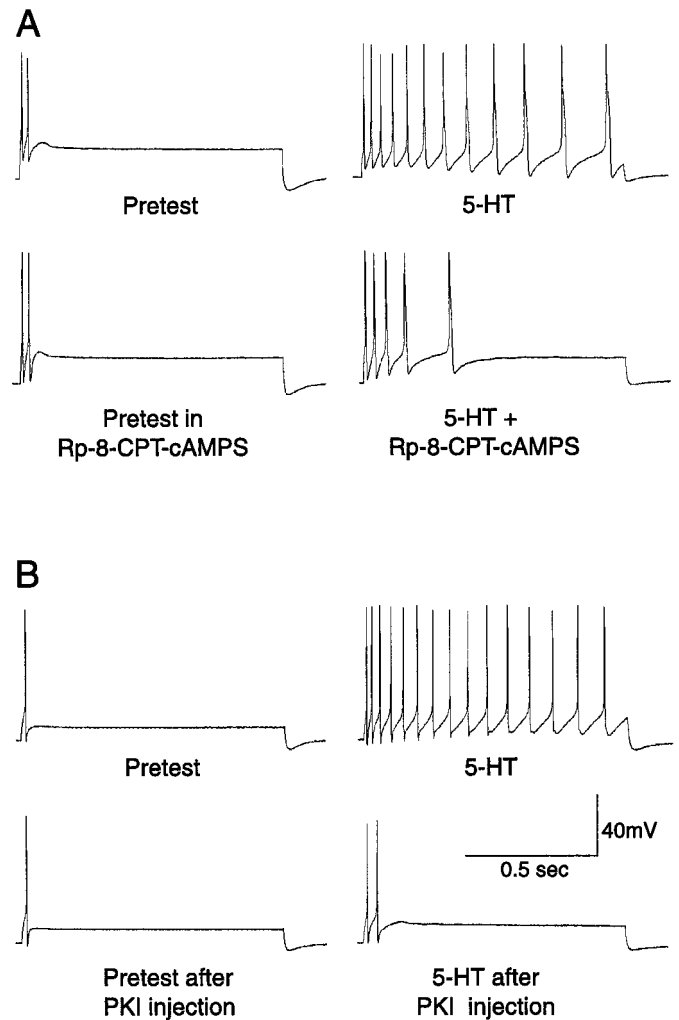 A
Pretest
5-HT
Pretest in
Rp-8-CPT-cAMPS
5-HT +
Rp-8-CPT-cAMPS
B
Pretest
5-HT
40mV
0.5 sec
Pretest after
PKI injection
5-HT after
PKI injection